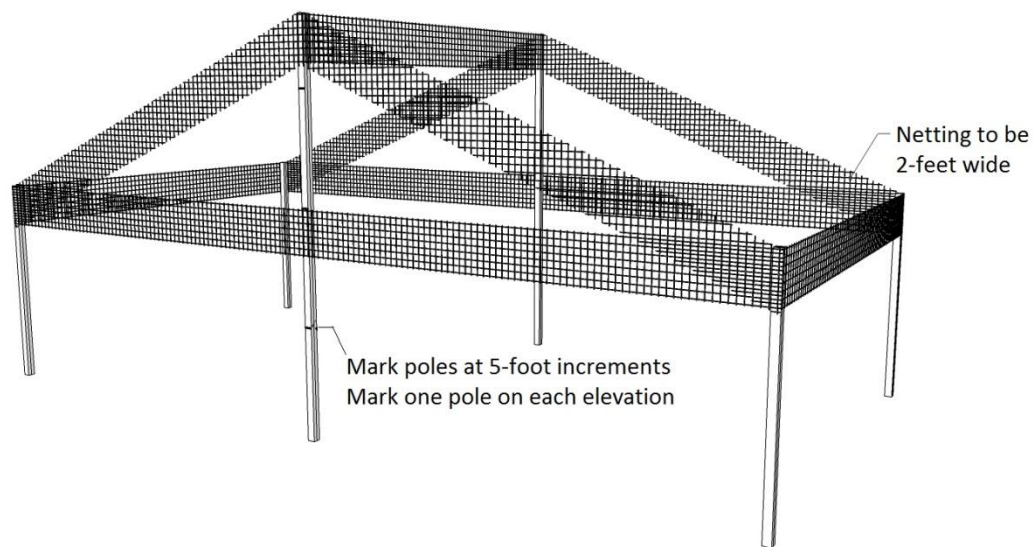 Netting to be
2-feet wide
Mark poles at 5-foot increments
Mark one pole on each elevation